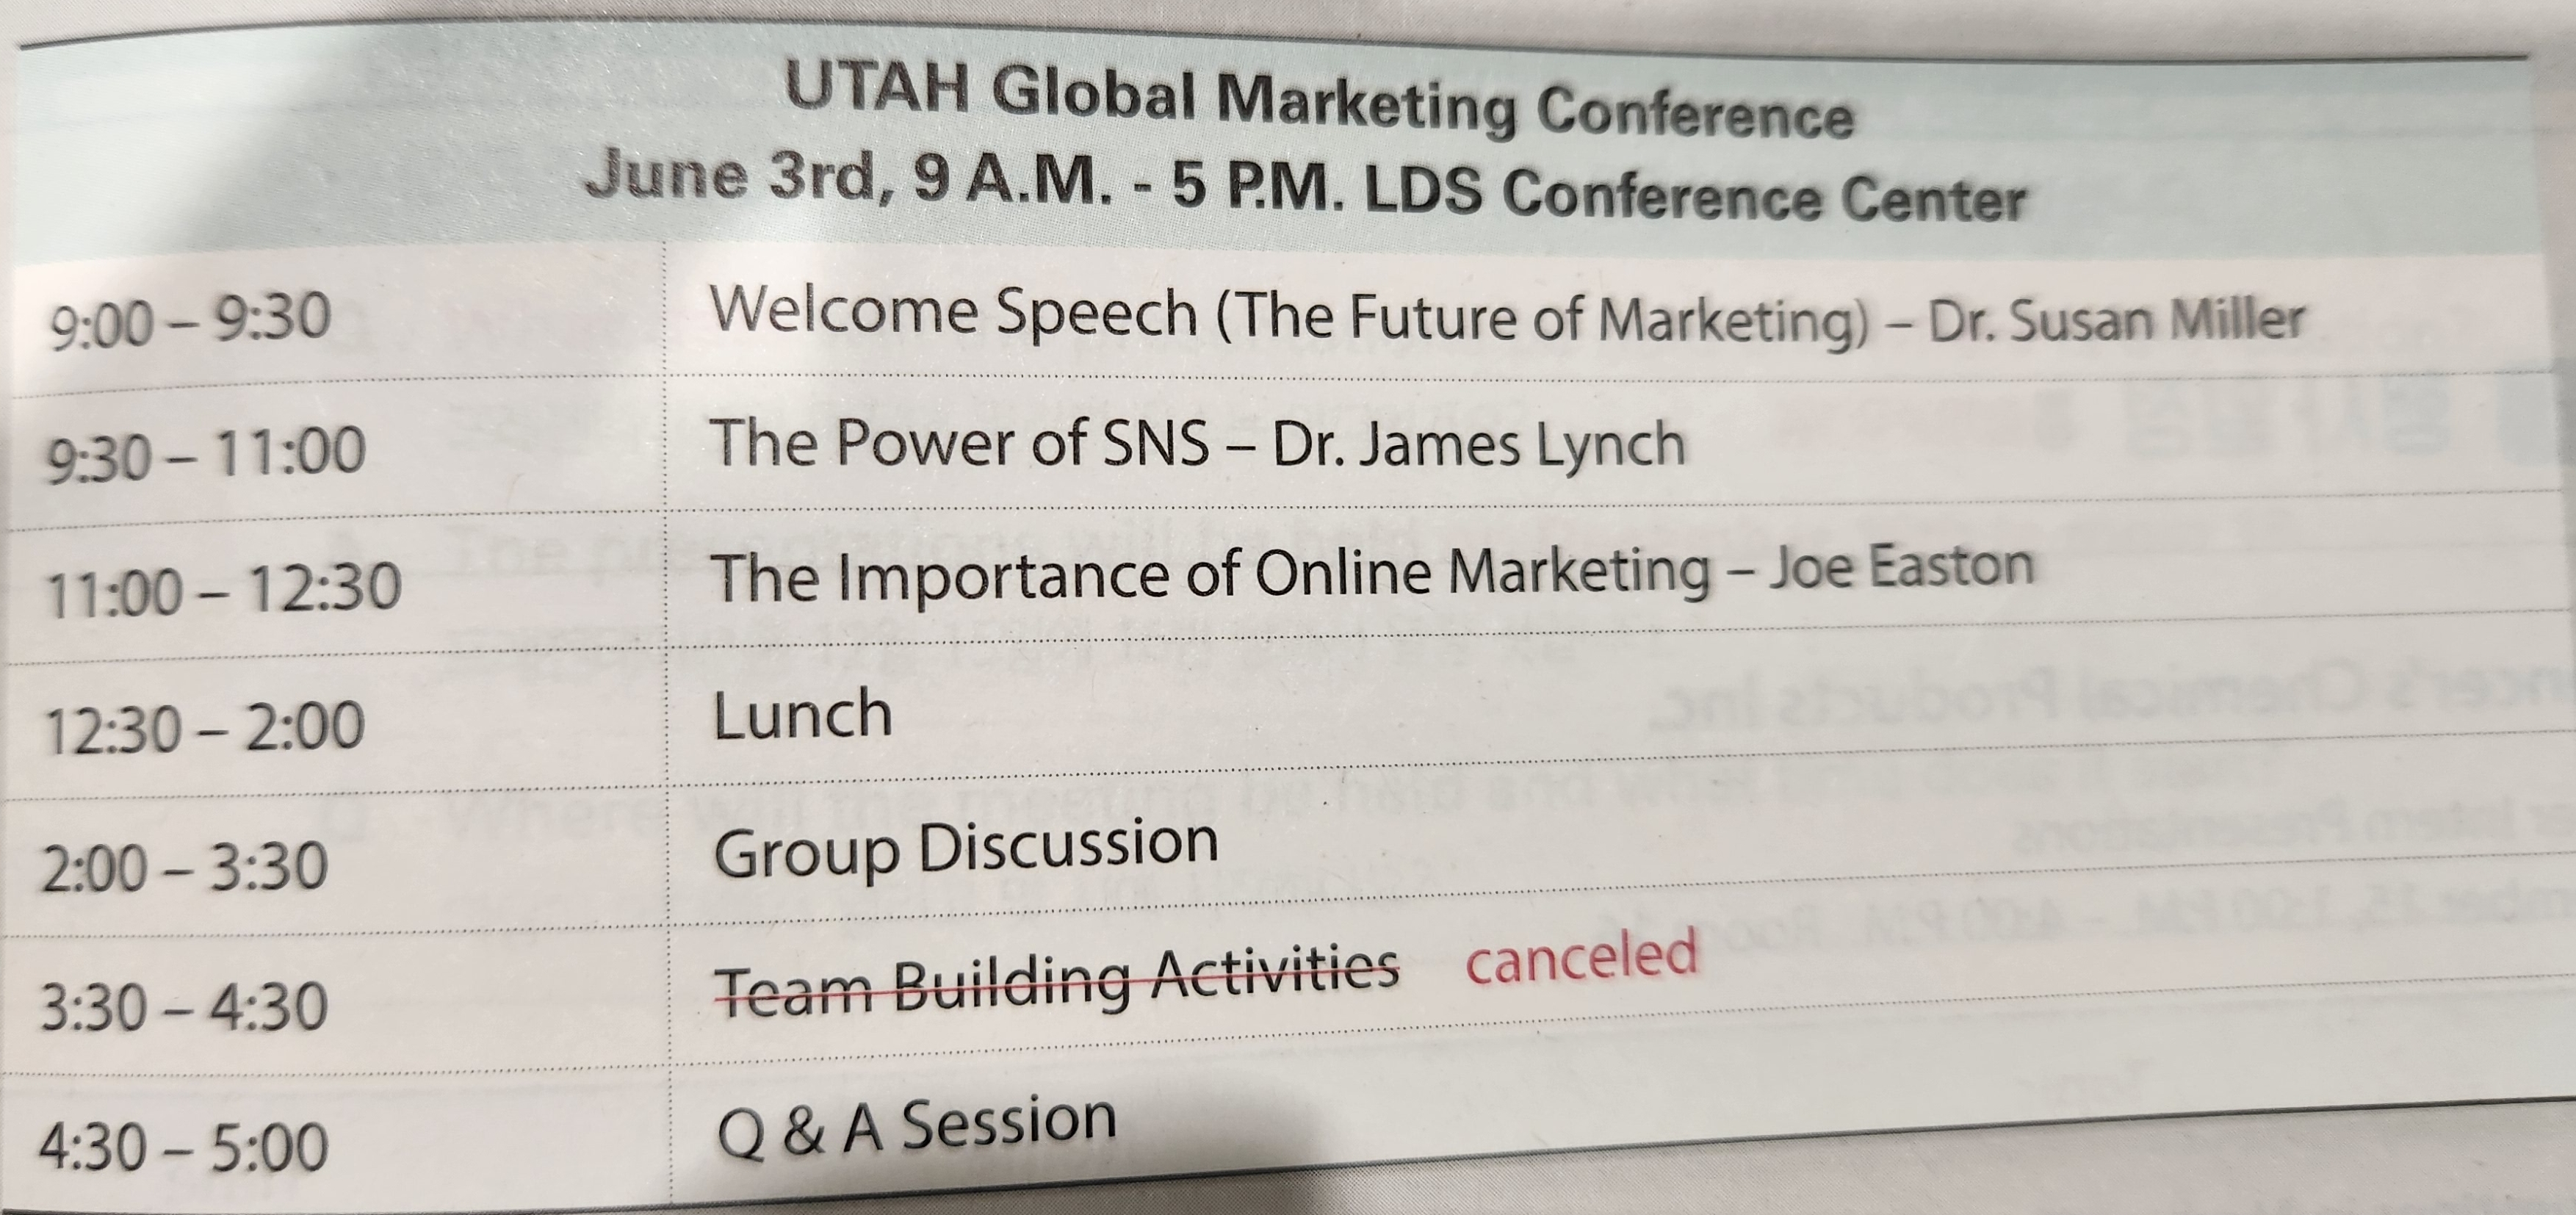 UTAH Global Marketing Conference
June 3rd, 9 A.M. - 5 P.M. LDS Conference Center
9:00 – 9:30 Welcome Speech (The Future of Marketing) – Dr. Susan Miller
9:30 – 11:00 The Power of SNS – Dr. James Lynch
11:00 – 12:30 The Importance of Online Marketing – Joe Easton
12:30 – 2:00 Lunch
2:00 – 3:30 Group Discussion
3:30 – 4:30 Team Building Activities canceled
4:30 – 5:00 Q & A Session